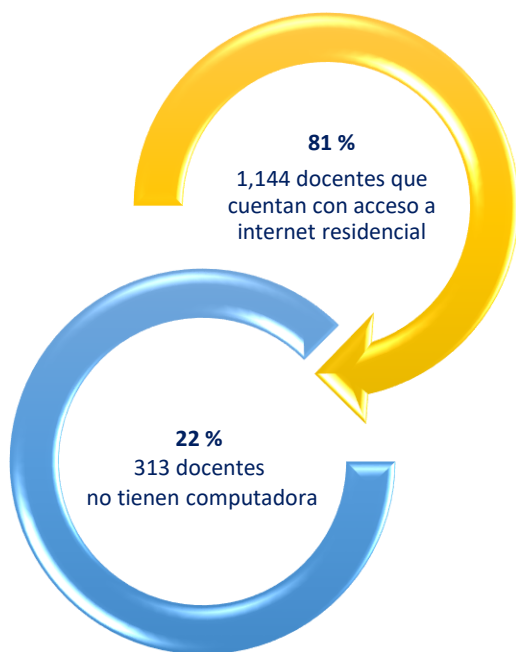 81 %
1,144 docentes que
cuentan con acceso a
internet residencial
22 %
313 docentes
no tienen computadora